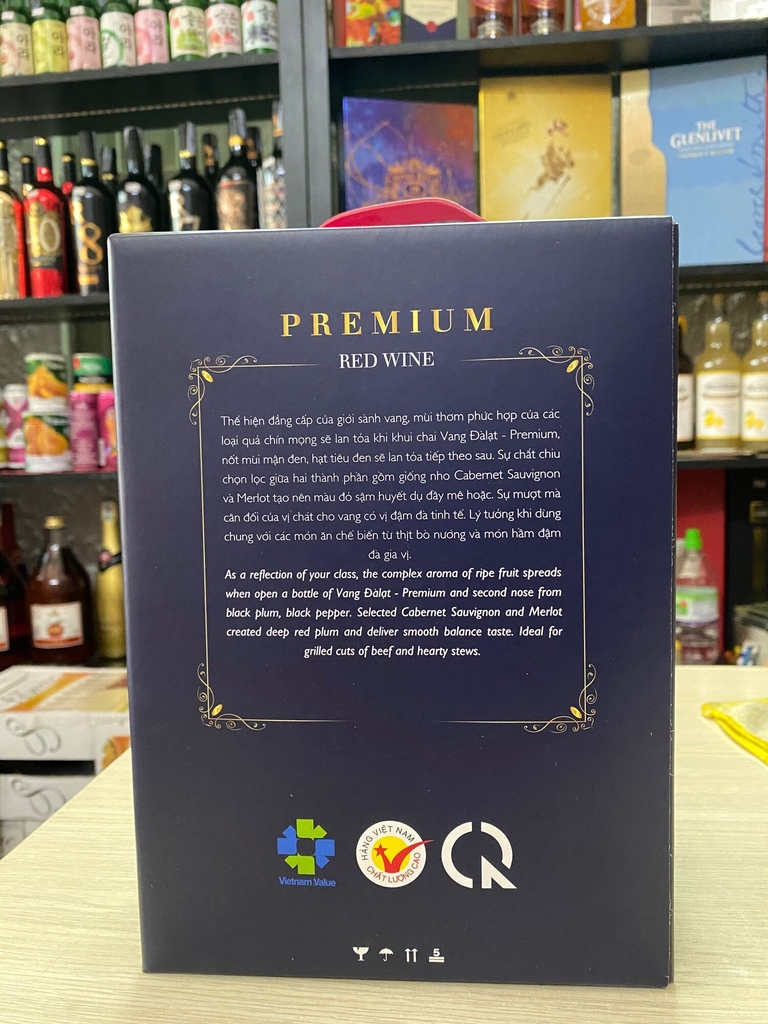 THE
GLENLIVET
PREMIUM
RED WINE
Thể hiện đẳng cấp của giới sành vang, mùi thơm phức hợp của các
loại quả chín mọng sẽ lan tỏa khi khui chai Vang Đàlạt - Premium,
nốt mùi mận đen, hạt tiêu đen sẽ lan tỏa tiếp theo sau. Sự chắt chiu
chọn lọc giữa hai thành phần gồm giống nho Cabernet Sauvignon
và Merlot tạo nên màu đỏ sậm huyết dụ đầy mê hoặc. Sự mượt mà
cân đối của vị chát cho vang có vị đậm đà tinh tế. Lý tưởng khi dùng
chung với các món ăn chế biến từ thịt bò nướng và món hầm đậm
đà gia vị.
As a reflection of your class, the complex aroma of ripe fruit spreads
when open a bottle of Vang Đàlạt - Premium and second nose from
black plum, black pepper. Selected Cabernet Sauvignon and Merlot
created deep red plum and deliver smooth balance taste. Ideal for
grilled cuts of beef and hearty stews.
Vietnam Value
HÀNG VIỆT NAM
CHẤT LƯỢNG CAO
5